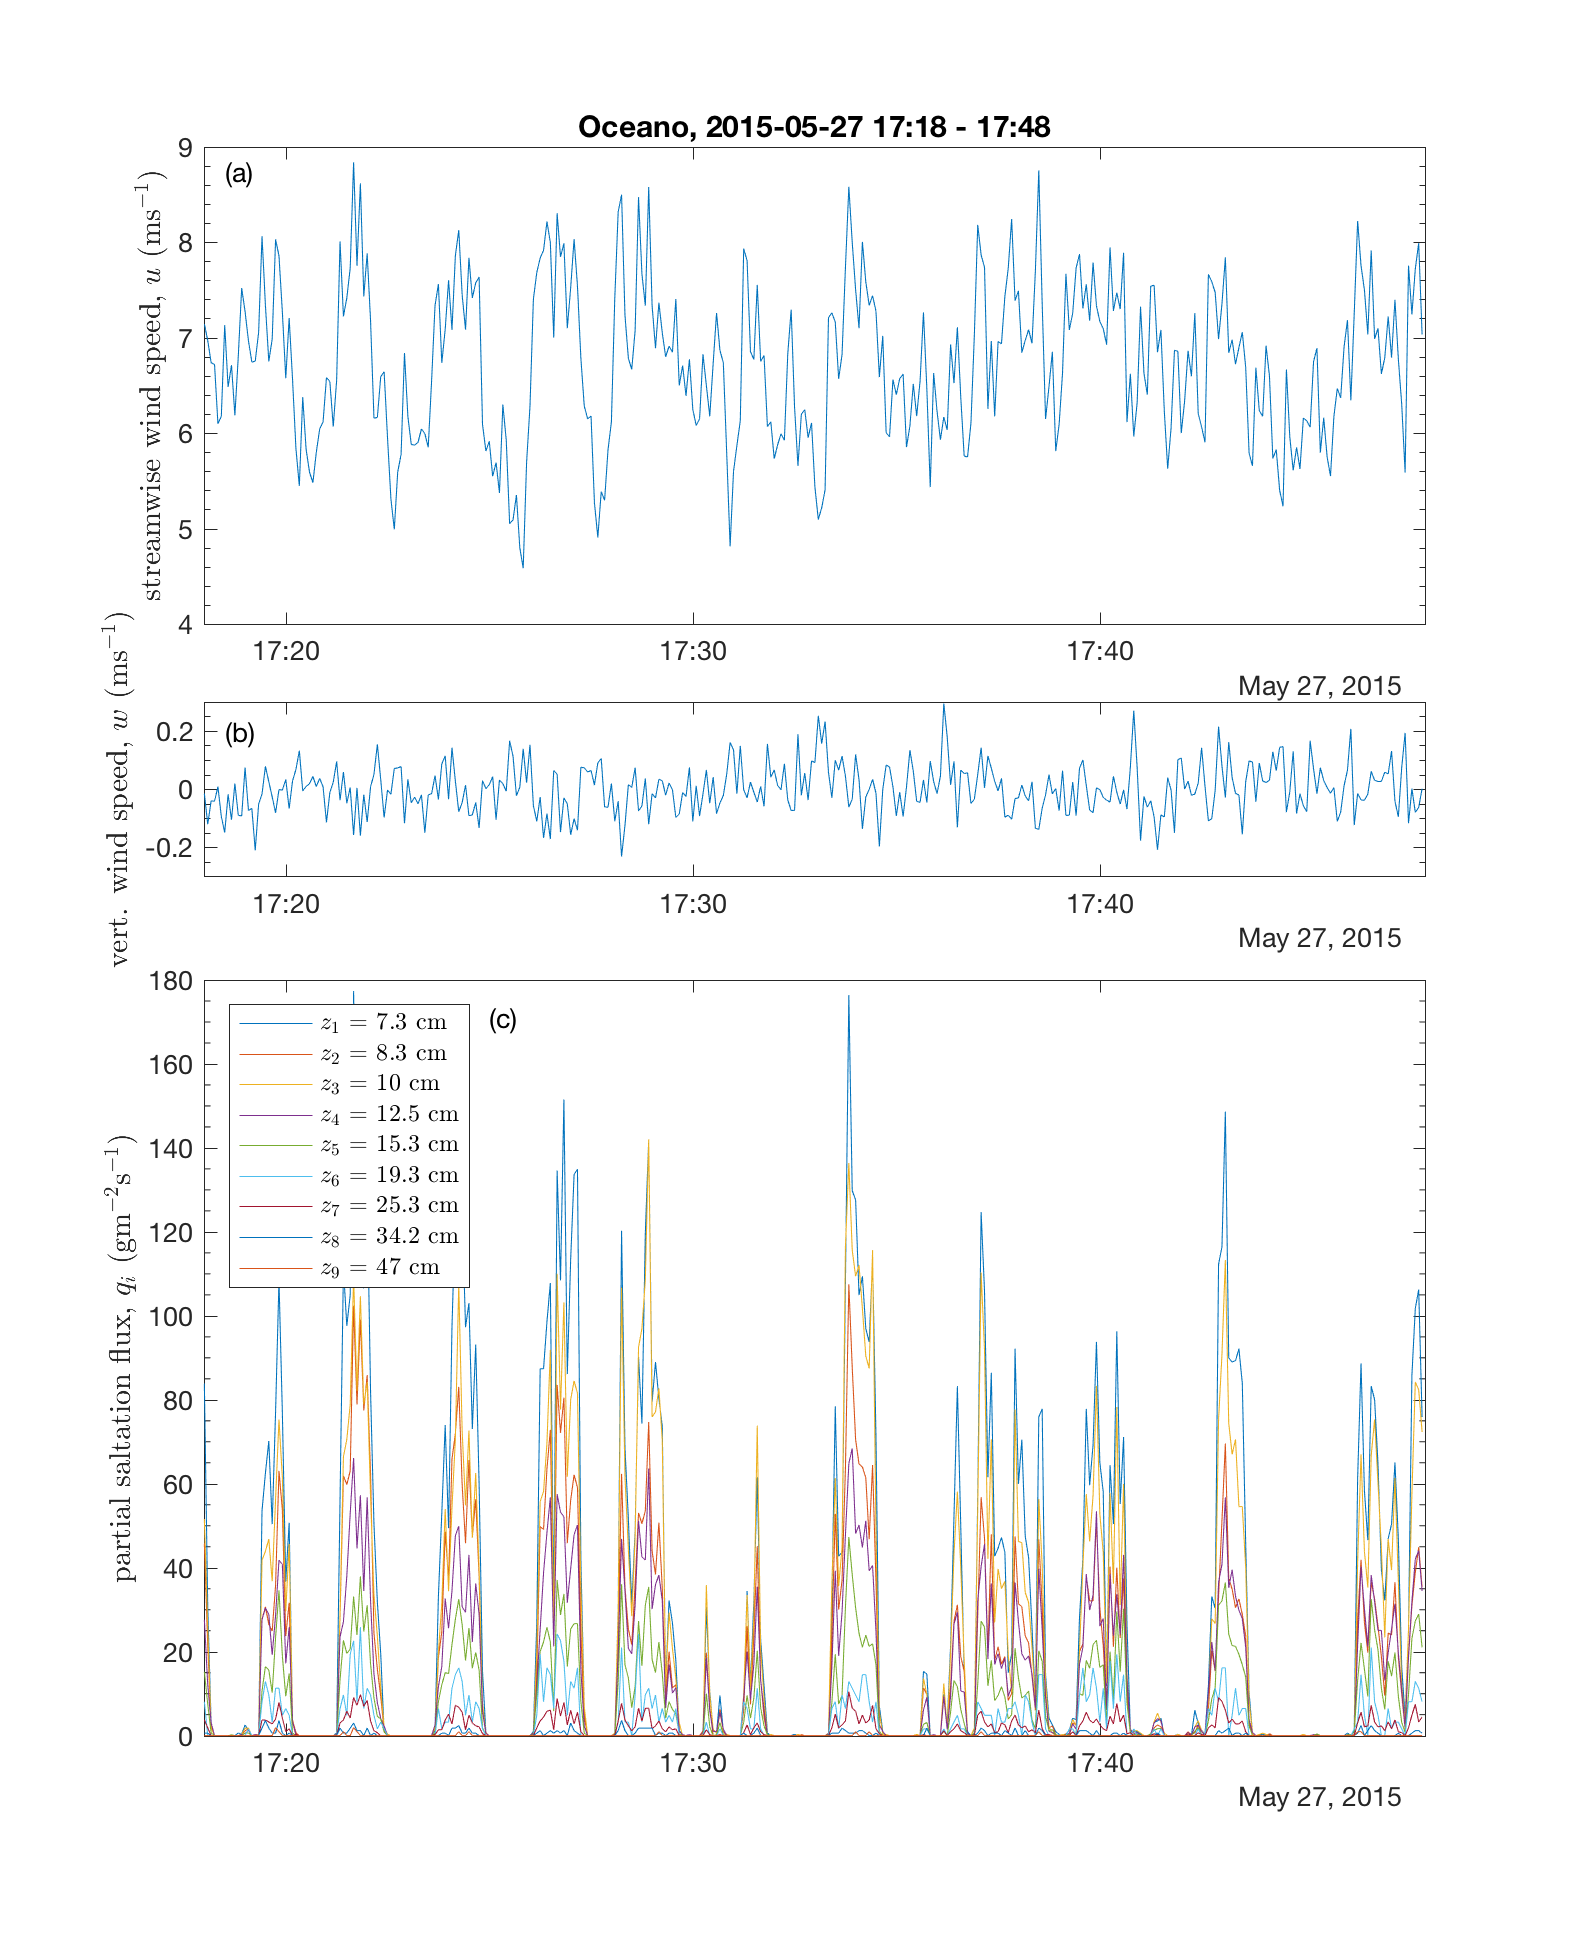 Oceano, 2015-05-27 17:18 - 17:48
(a)
streamwise wind speed, u (ms⁻¹)
9
8
7
6
5
4
17:20 17:30 17:40
May 27, 2015
(b)
vert. wind speed, w (ms⁻¹)
0.2
0
-0.2
17:20 17:30 17:40
May 27, 2015
(c)
partial saltation flux, qᵢ (gm⁻²s⁻¹)
180
160
140
120
100
80
60
40
20
0
z₁ = 7.3 cm
z₂ = 8.3 cm
z₃ = 10 cm
z₄ = 12.5 cm
z₅ = 15.3 cm
z₆ = 19.3 cm
z₇ = 25.3 cm
z₈ = 34.2 cm
z₉ = 47 cm
17:20 17:30 17:40
May 27, 2015